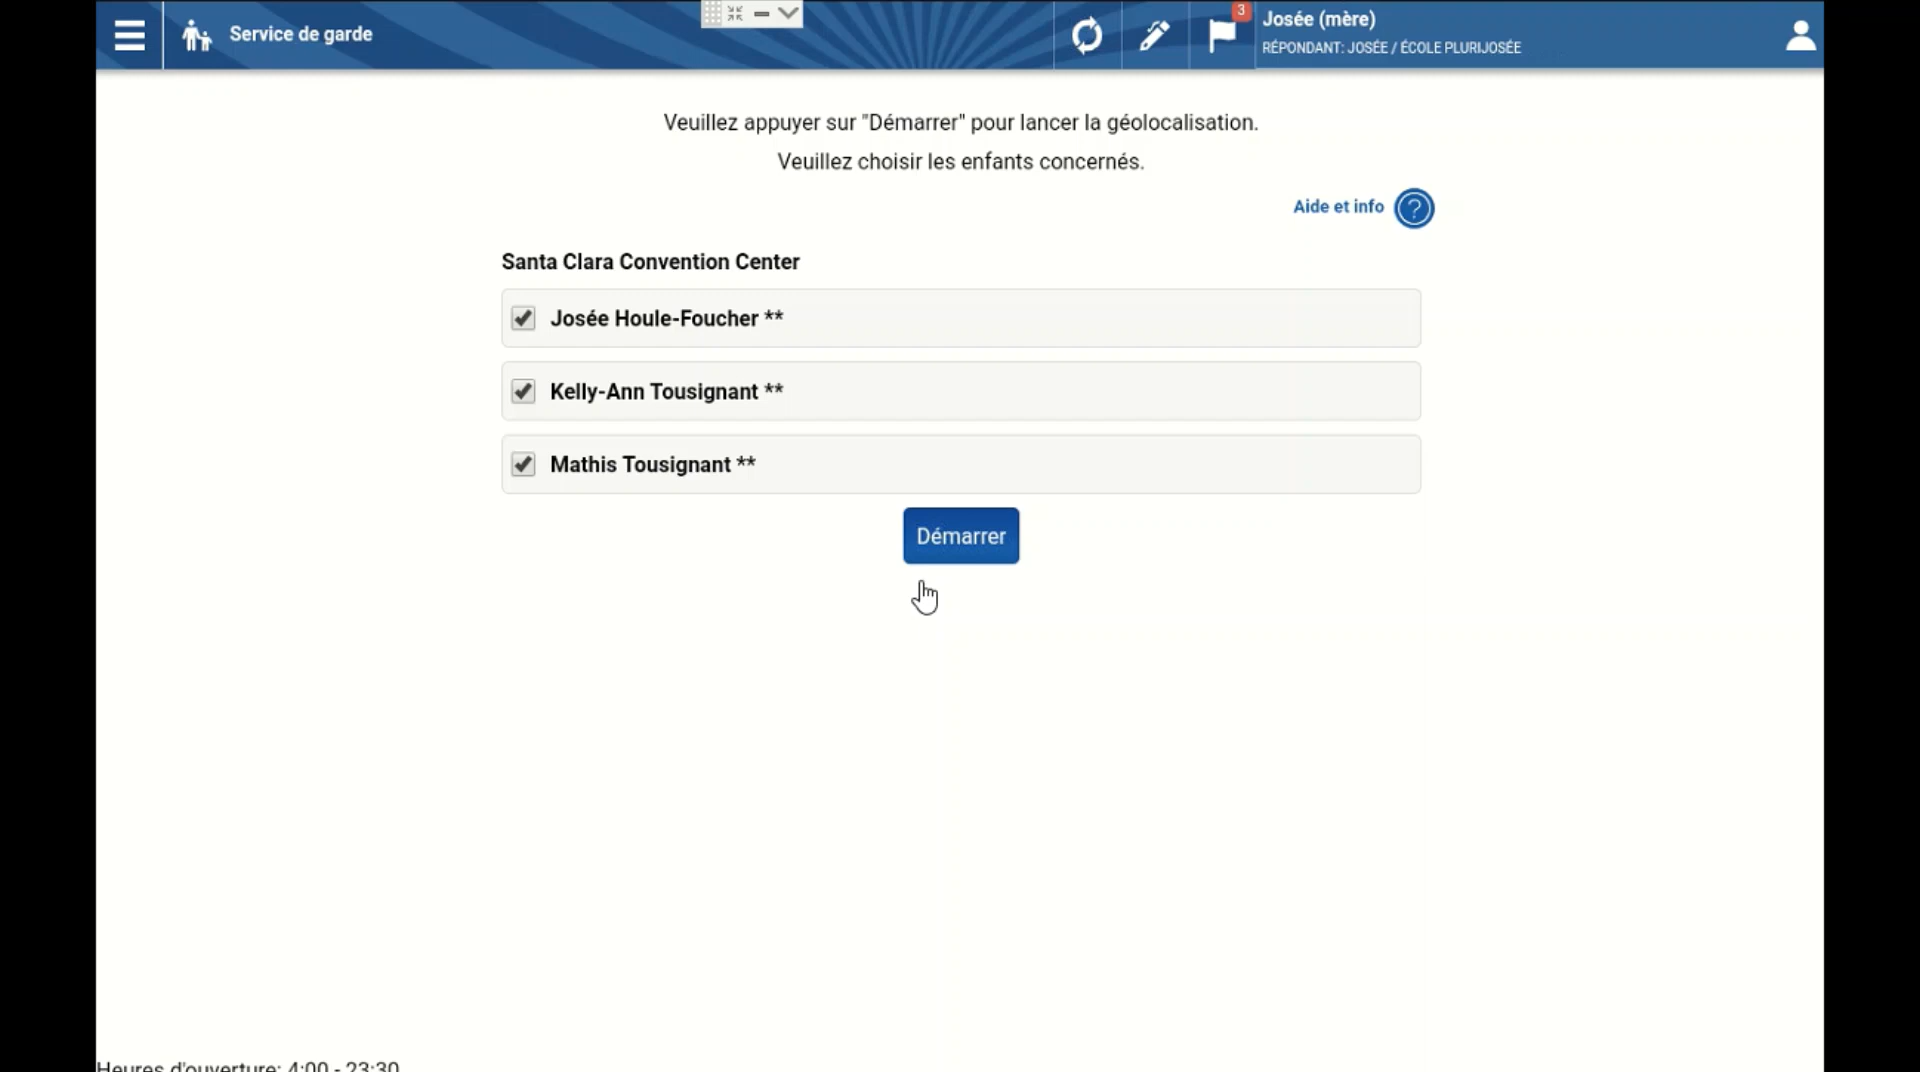 Service de garde
3
Josée (mère)
RÉPONDANT: JOSÉE / ÉCOLE PLURIJOSÉE
Veuillez appuyer sur "Démarrer" pour lancer la géolocalisation.
Veuillez choisir les enfants concernés.
Aide et info ?
Santa Clara Convention Center
Josée Houle-Foucher **
Kelly-Ann Tousignant **
Mathis Tousignant **
Démarrer
Heures d'ouverture: 4:00 - 23:30